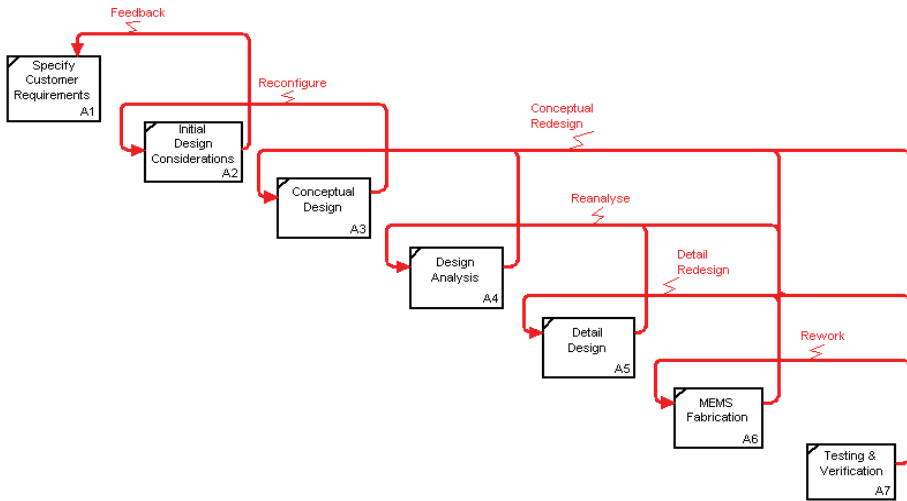 Feedback
Specify
Customer
Requirements
A1
Reconfigure
Initial
Design
Considerations
A2
Conceptual
Redesign
Conceptual
Design
A3
Reanalyse
Design
Analysis
A4
Detail
Redesign
Detail
Design
A5
Rework
MEMS
Fabrication
A6
Testing &
Verification
A7